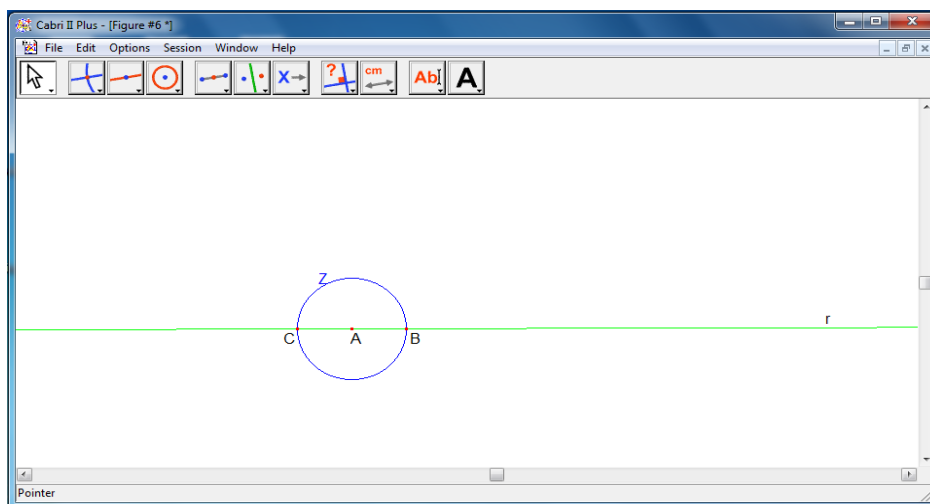 Cabri II Plus - [Figure #6 *]
File Edit Options Session Window Help
? cm Ab A
Z
r
C A B
Pointer